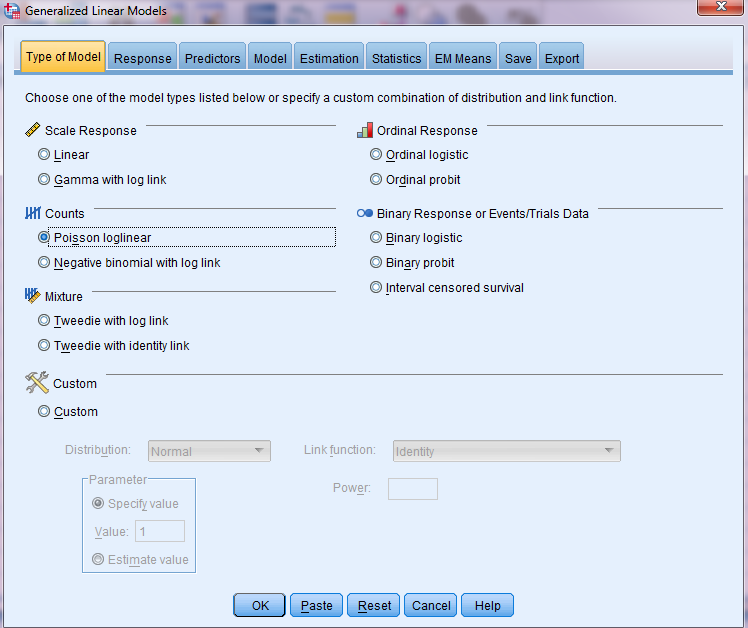 Generalized Linear Models
Type of Model Response Predictors Model Estimation Statistics EM Means Save Export
Choose one of the model types listed below or specify a custom combination of distribution and link function.
Scale Response
Linear
Gamma with log link
Ordinal Response
Ordinal logistic
Ordinal probit
Counts
Poisson loglinear
Negative binomial with log link
Binary Response or Events/Trials Data
Binary logistic
Binary probit
Interval censored survival
Mixture
Tweedie with log link
Tweedie with identity link
Custom
Custom
Distribution: Normal Link function: Identity
Parameter
Specify value
Value: 1
Estimate value
Power:
OK Paste Reset Cancel Help